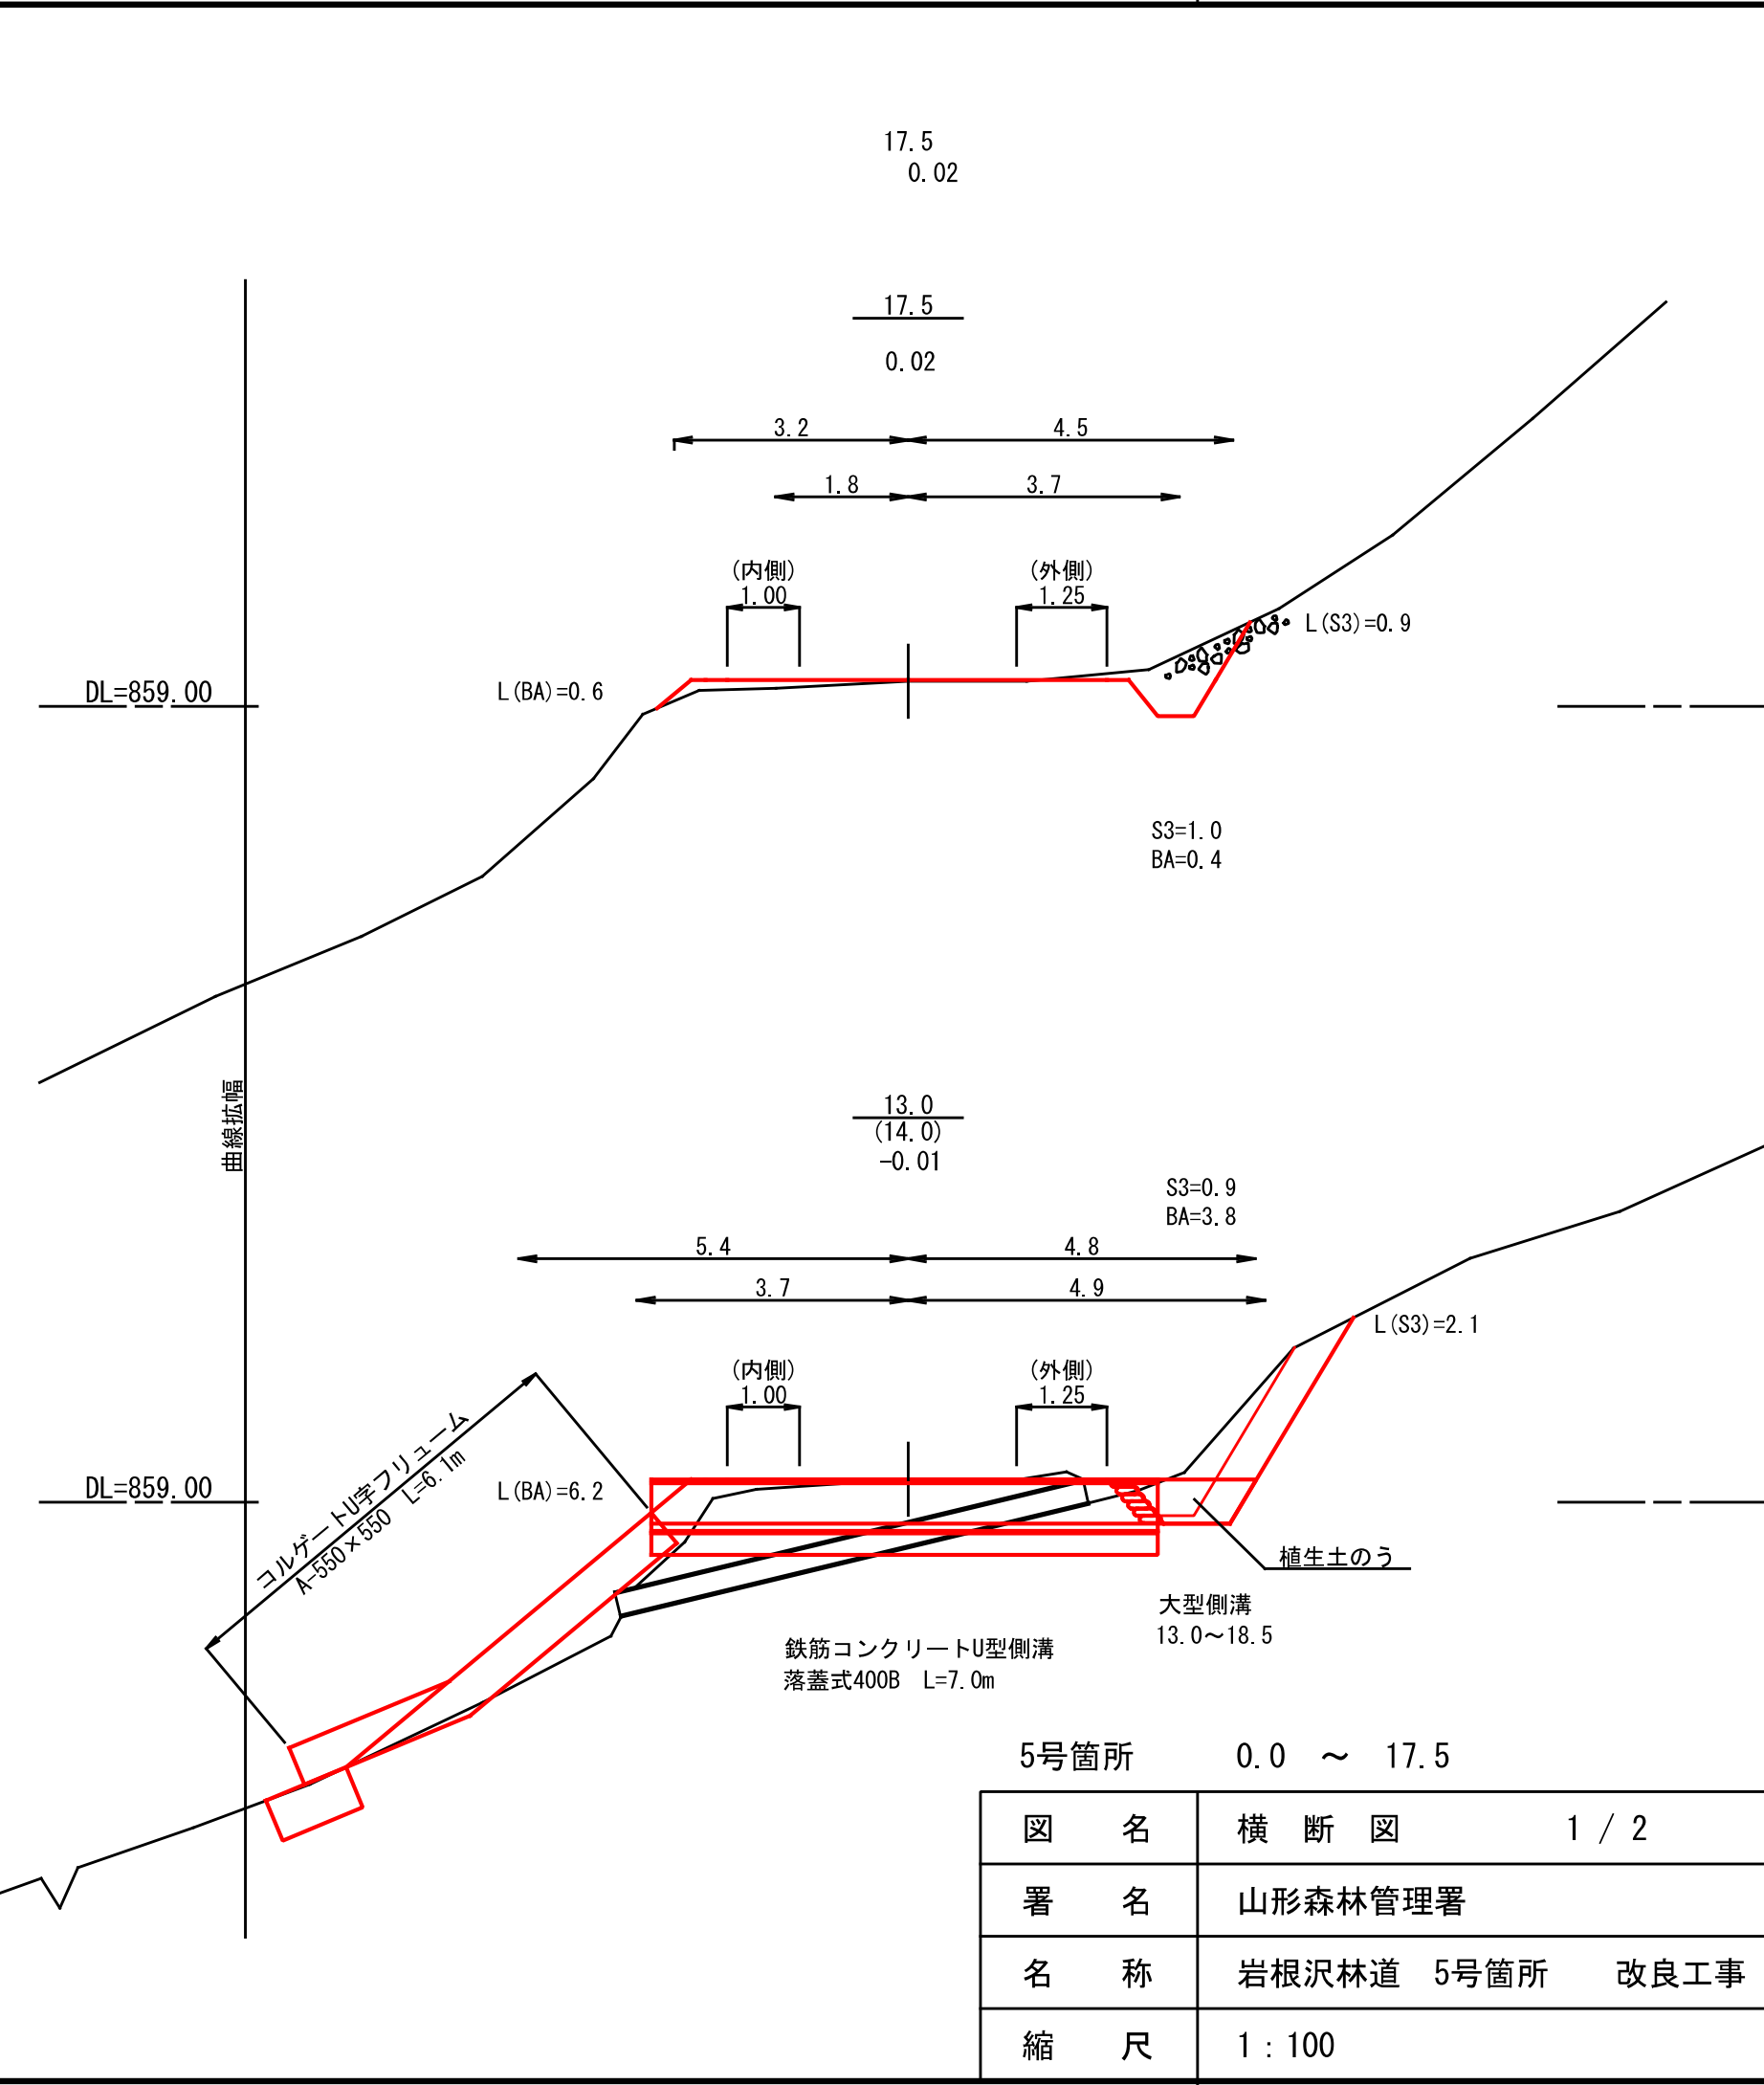 17.5
0.02
17.5
0.02
3.2
4.5
1.8
3.7
(内側)
1.00
(外側)
1.25
L(S3)=0.9
DL=859.00
L(BA)=0.6
S3=1.0
BA=0.4
曲線拡幅
13.0
(14.0)
-0.01
S3=0.9
BA=3.8
5.4
4.8
3.7
4.9
L(S3)=2.1
(内側)
1.00
(外側)
1.25
コルゲートU字フリューム
A-550×550 L=6.1m
DL=859.00
L(BA)=6.2
植生土のう
大型側溝
13.0～18.5
鉄筋コンクリートU型側溝
落蓋式400B L=7.0m
5号箇所 0.0 ～ 17.5
図名 横断図 1 / 2
署名 山形森林管理署
名称 岩根沢林道 5号箇所 改良工事
縮尺 1 : 100